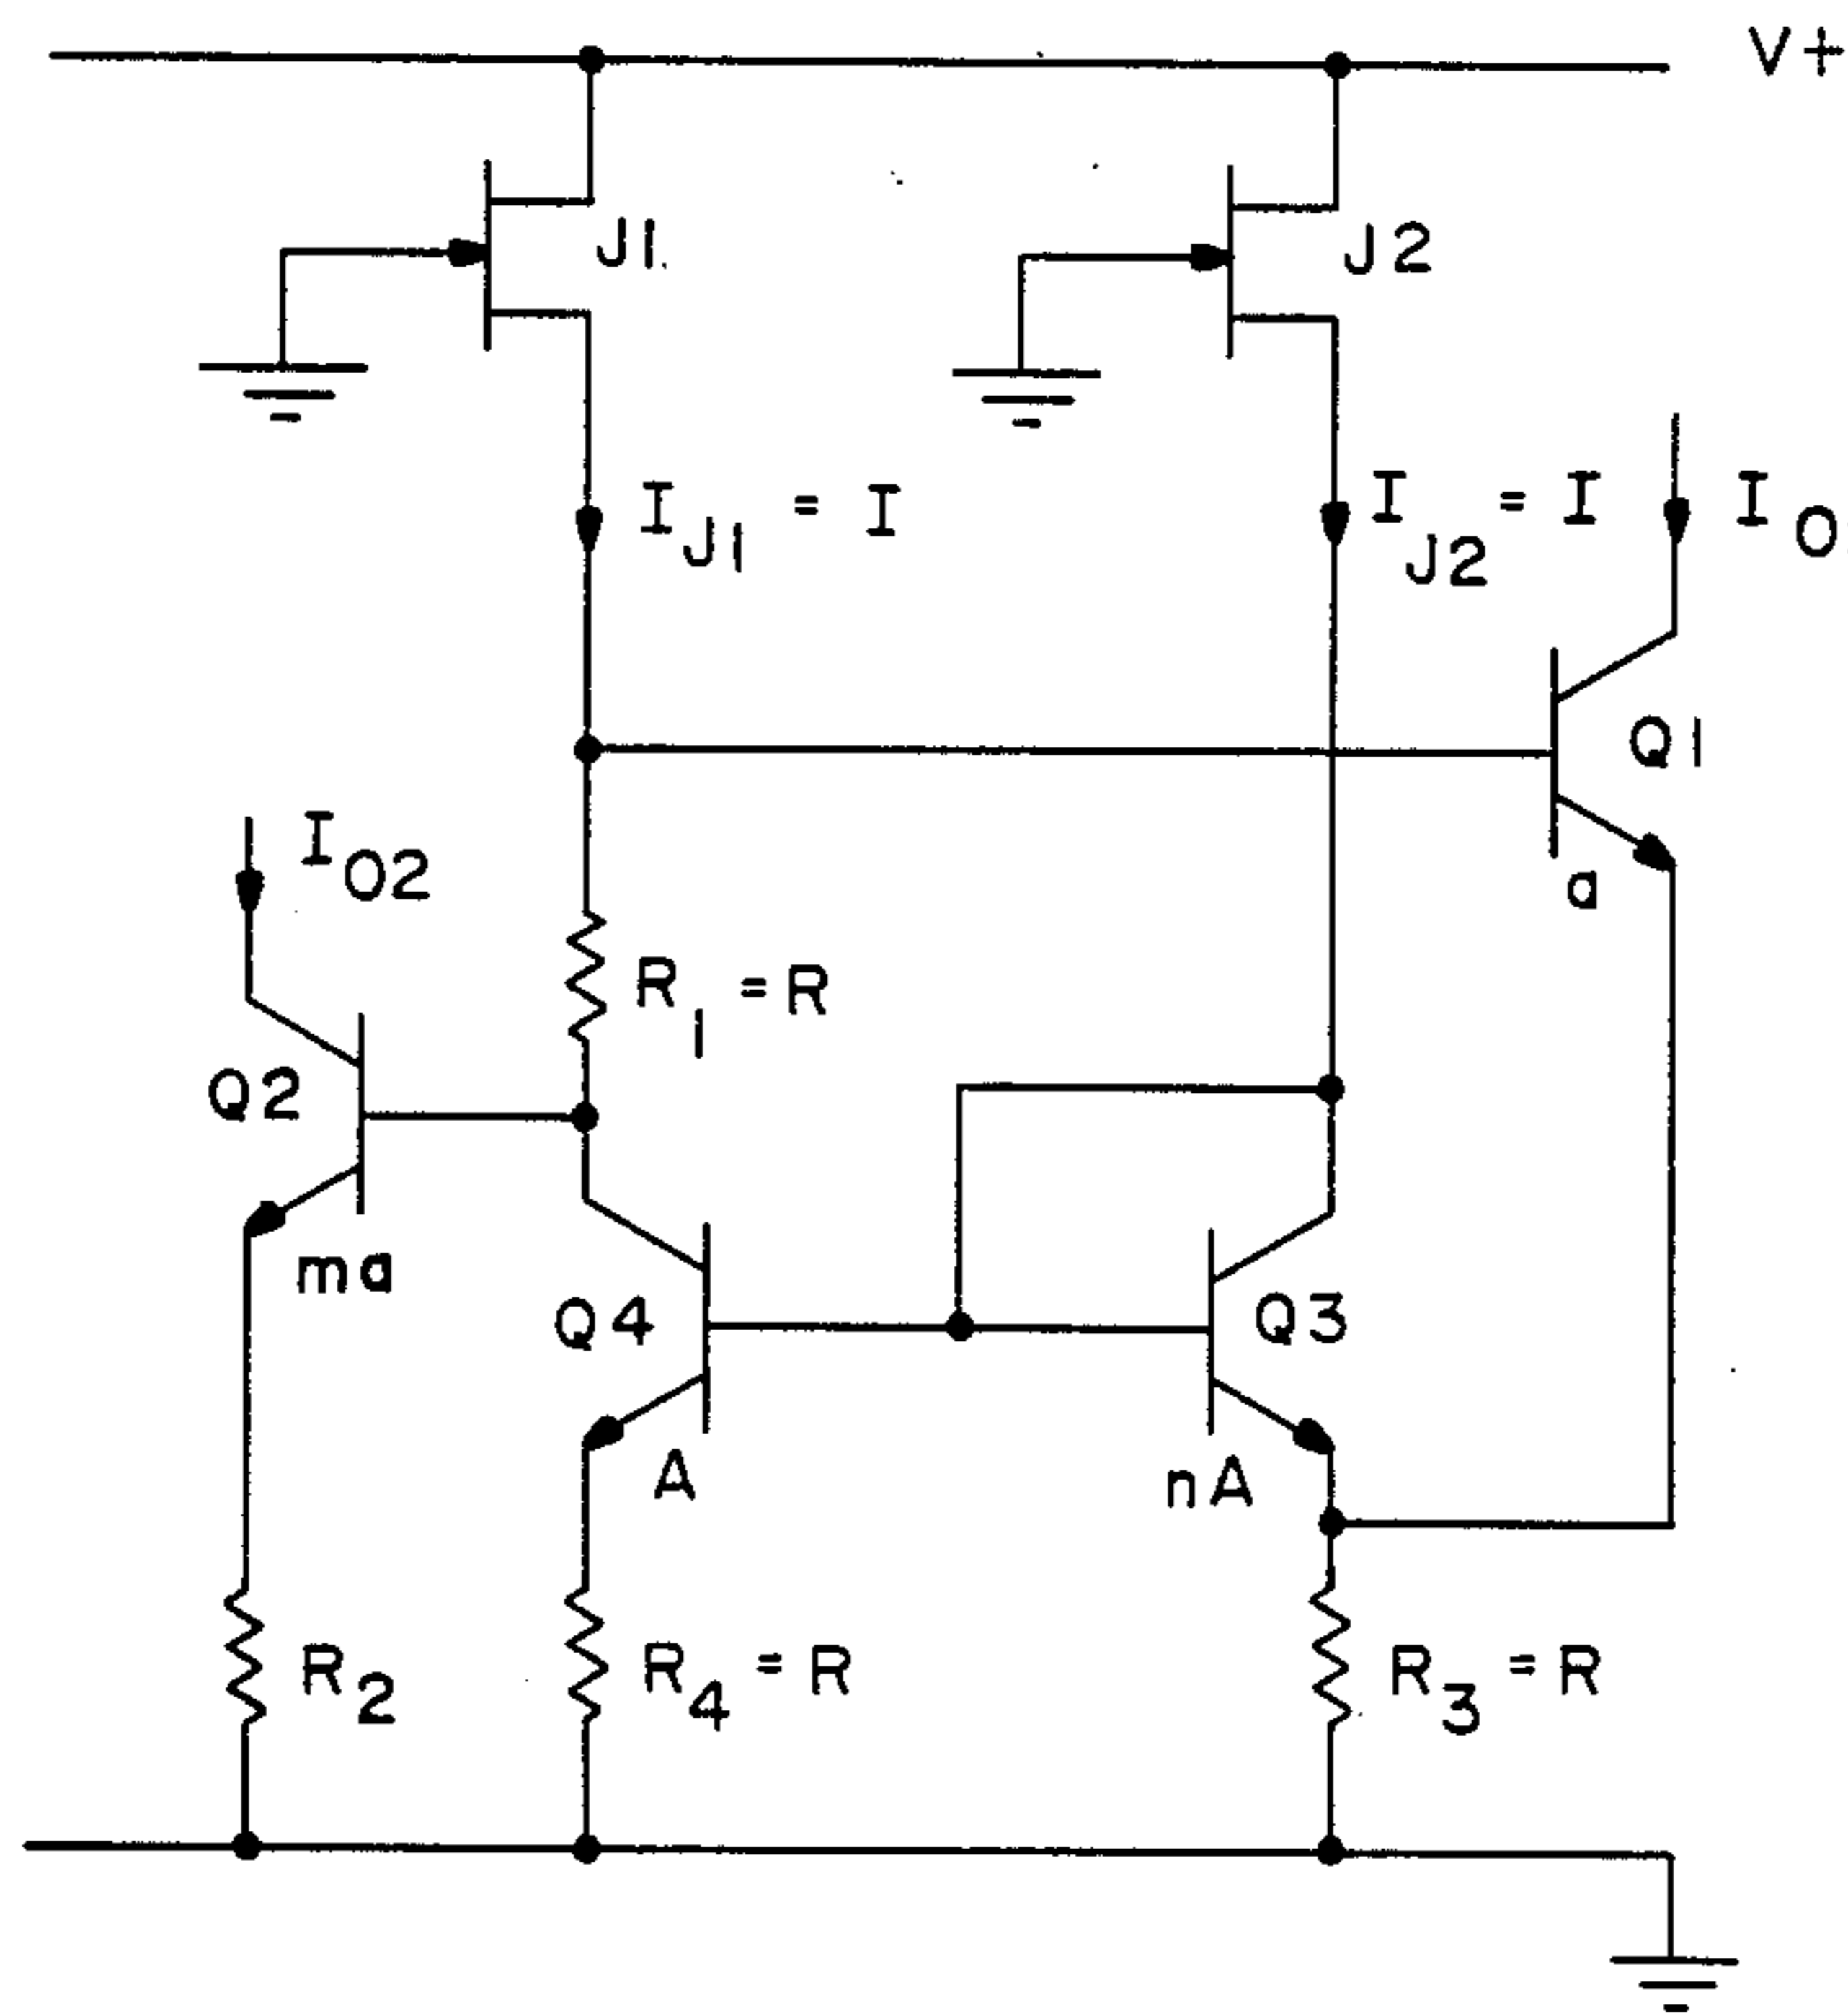 V+
J1
J2
I_J1 = I
I_J2 = I
I_O
Q1
a
I_O2
R_1 = R
Q2
ma
Q4
Q3
A
nA
R_2
R_4 = R
R_3 = R